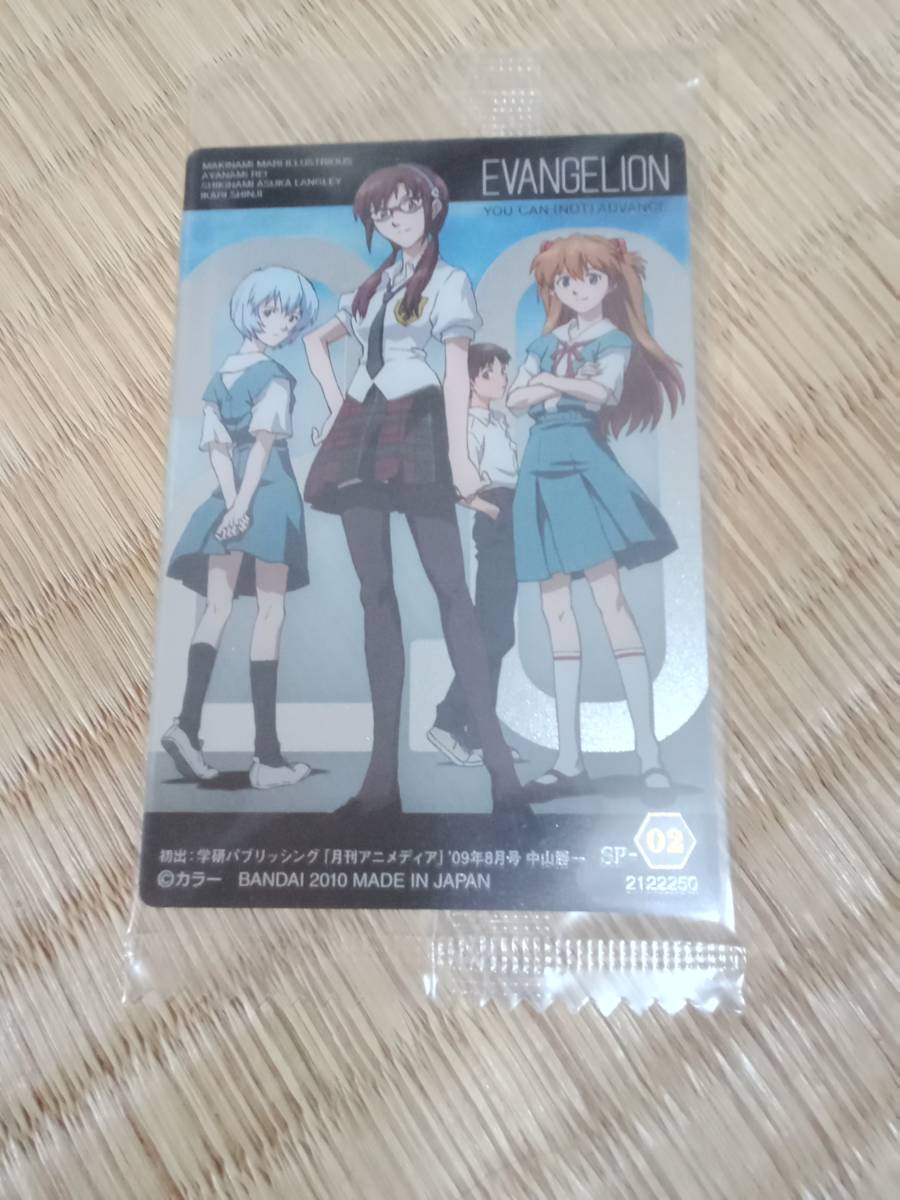 MAKINAMI MARI ILLUSTRIOUS
AYANAMI REI
SHIKINAMI ASUKA LANGLEY
IKARI SHINJI
EVANGELION
YOU CAN (NOT) ADVANCE.
初出:学研パブリッシング「月刊アニメディア」'09年8月号 中山
SP-02
©カラー BANDAI 2010 MADE IN JAPAN
2122250